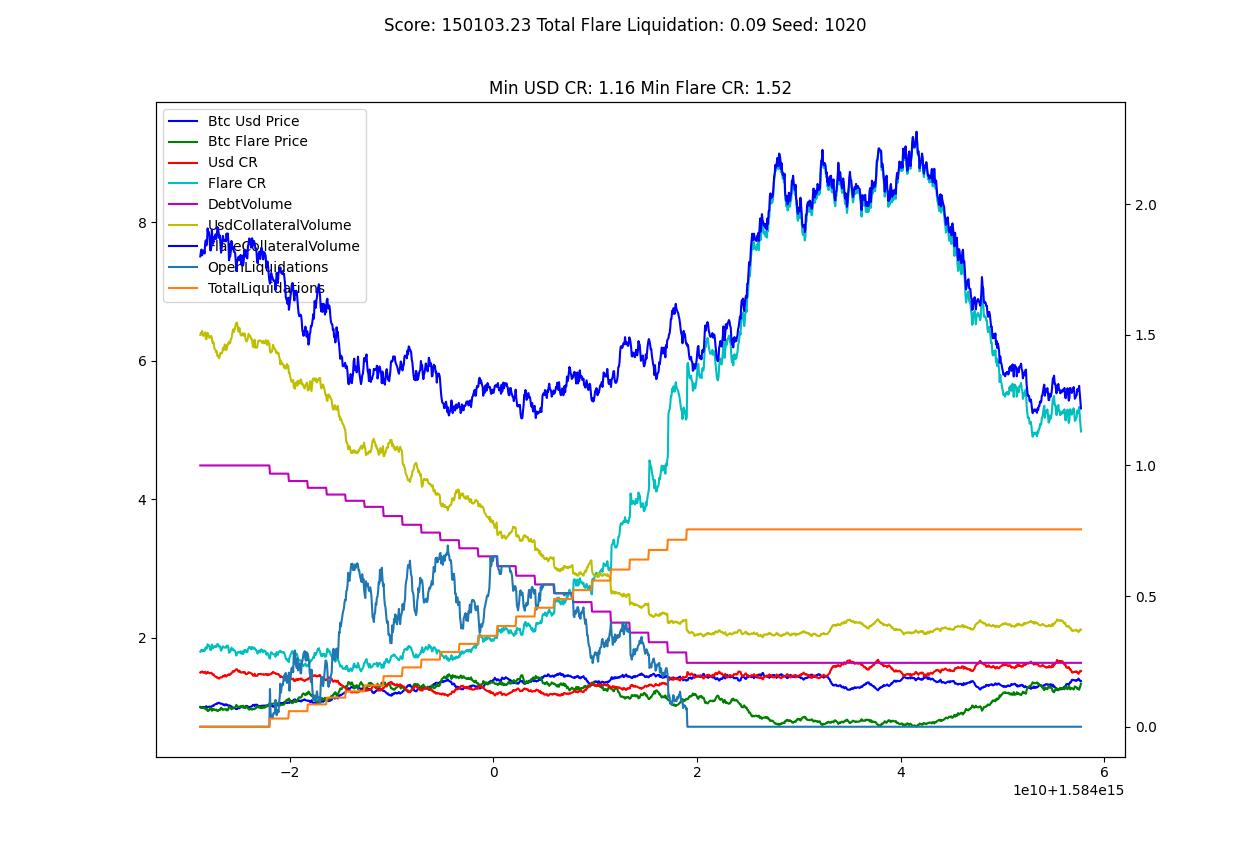 Score: 150103.23 Total Flare Liquidation: 0.09 Seed: 1020
Min USD CR: 1.16 Min Flare CR: 1.52
Btc Usd Price
Btc Flare Price
Usd CR
Flare CR
DebtVolume
UsdCollateralVolume
FlareCollateralVolume
OpenLiquidations
TotalLiquidations
8
6
4
2
2.0
1.5
1.0
0.5
0.0
−2
0
2
4
6
1e10+1.584e15